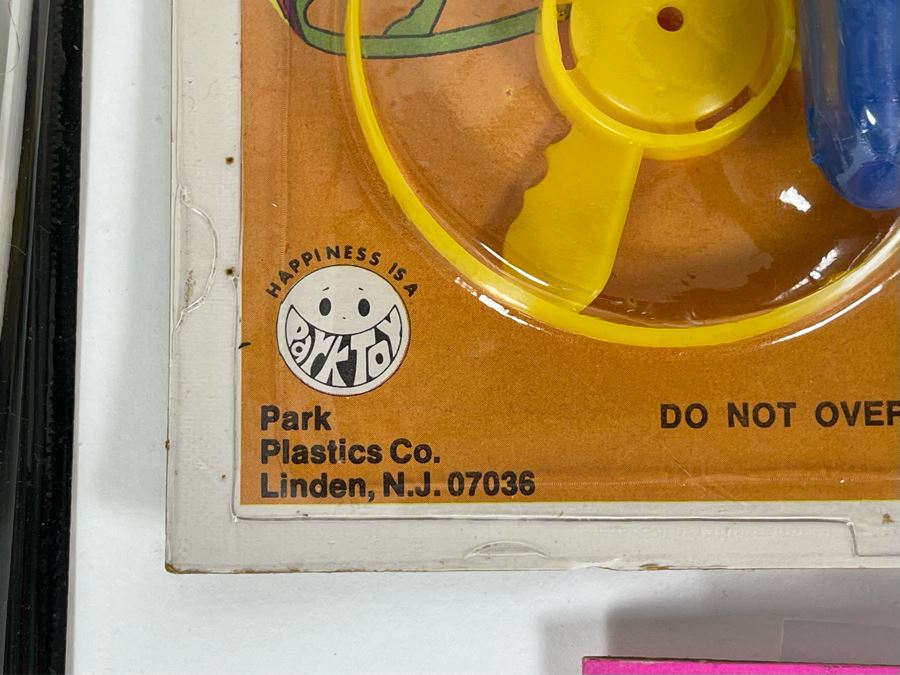 HAPPINESS IS A
Park Toy
Park
Plastics Co.
Linden, N.J. 07036
DO NOT OVER